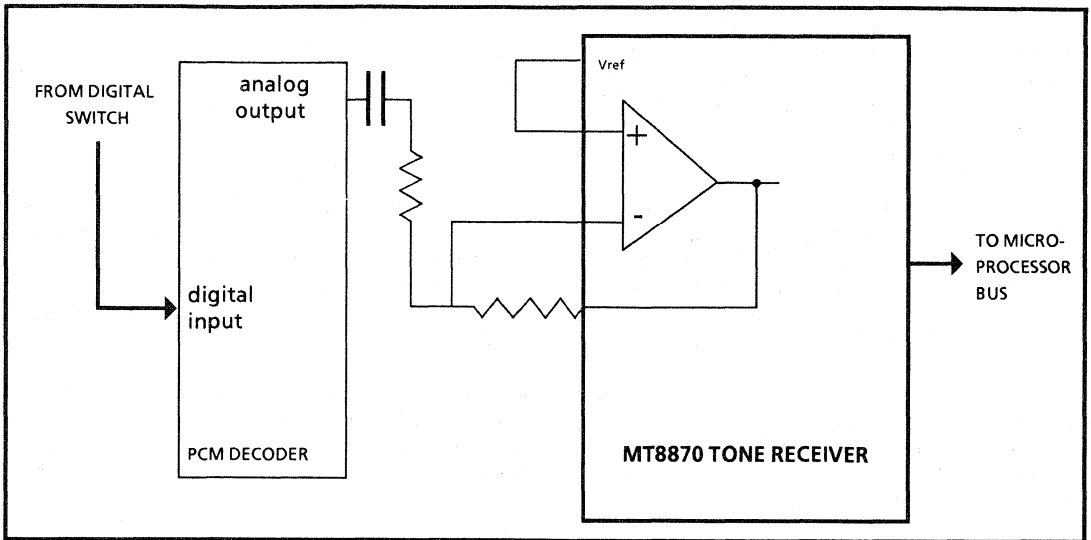 FROM DIGITAL
SWITCH
analog
output
digital
input
PCM DECODER
Vref
+
-
MT8870 TONE RECEIVER
TO MICRO-
PROCESSOR
BUS